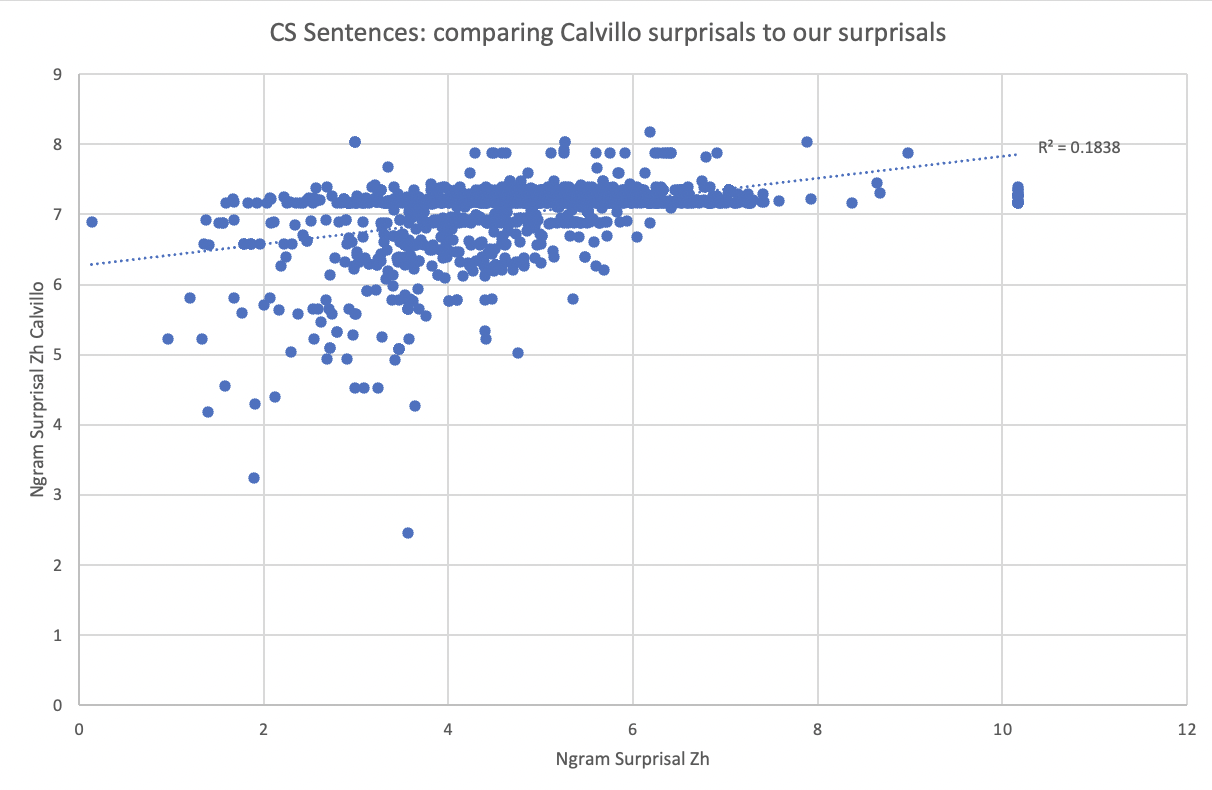 CS Sentences: comparing Calvillo surprisals to our surprisals
9
8
R² = 0.1838
7
6
5
4
3
2
1
0
Ngram Surprisal Zh Calvillo
0 2 4 6 8 10 12
Ngram Surprisal Zh